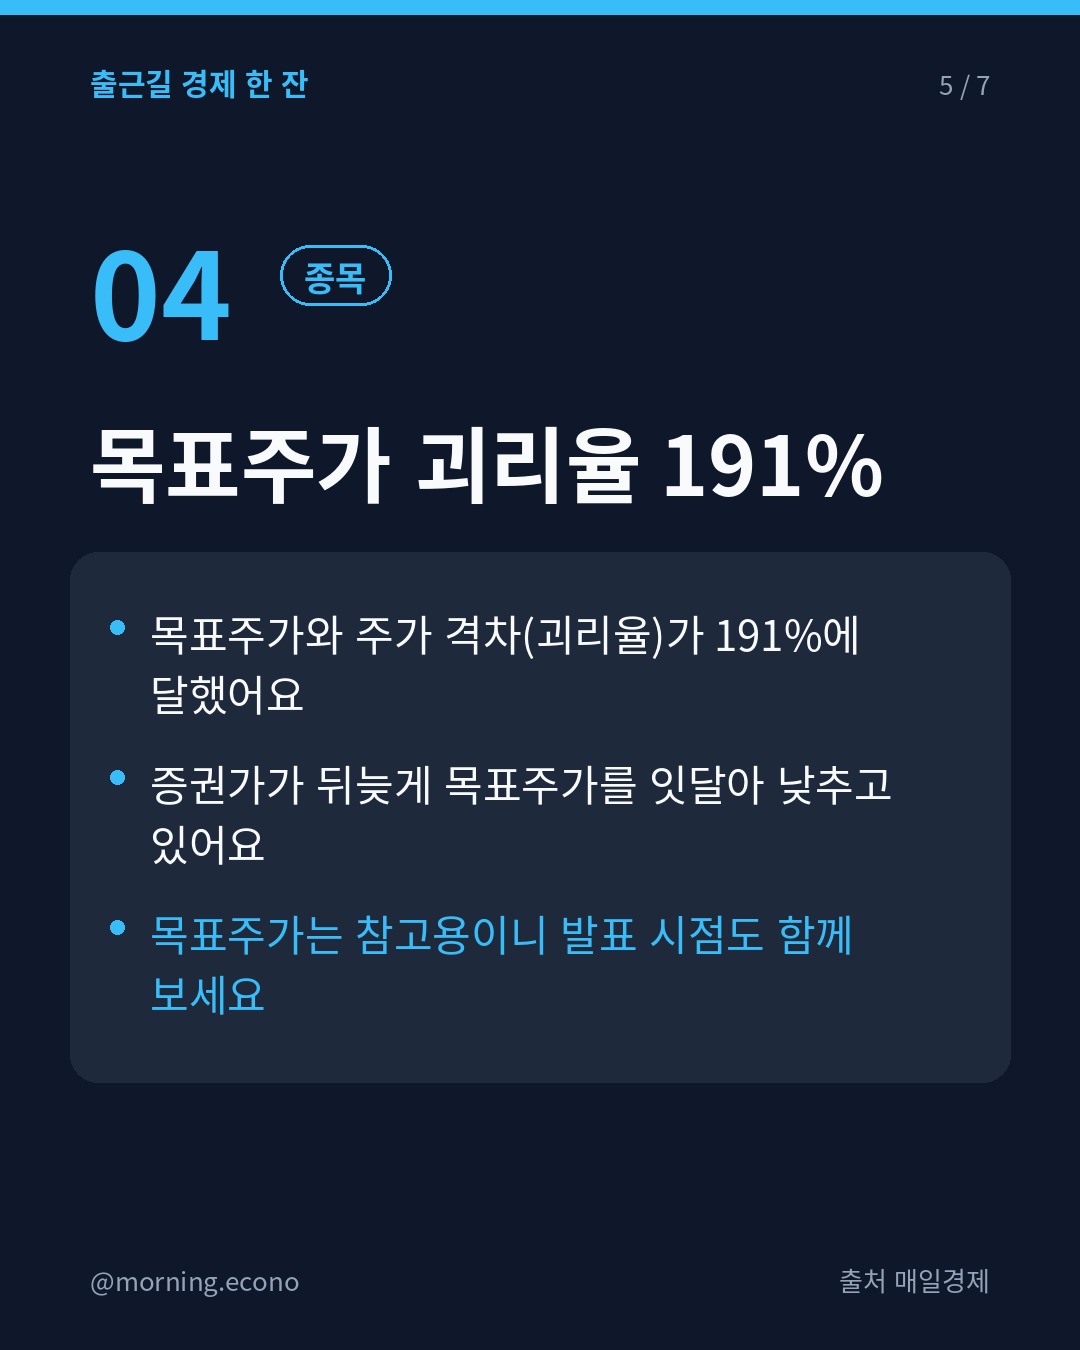 출근길 경제 한 잔
5 / 7
04
종목
목표주가 괴리율 191%
목표주가와 주가 격차(괴리율)가 191%에
달했어요
증권가가 뒤늦게 목표주가를 잇달아 낮추고
있어요
목표주가는 참고용이니 발표 시점도 함께
보세요
@morning.econo
출처 매일경제